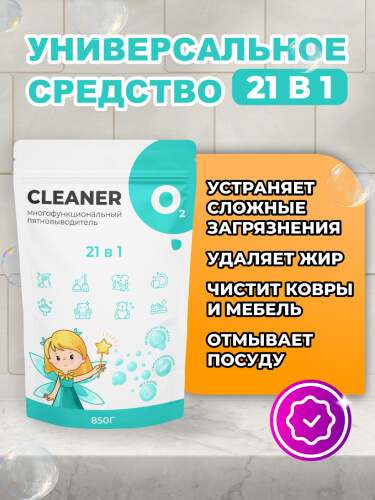 УНИВЕРСАЛЬНОЕ
СРЕДСТВО 21 В 1
CLEANER O2
многофункциональный
пятновыводитель
21 в 1
850Г
УСТРАНЯЕТ
СЛОЖНЫЕ
ЗАГРЯЗНЕНИЯ
УДАЛЯЕТ ЖИР
ЧИСТИТ КОВРЫ
И МЕБЕЛЬ
ОТМЫВАЕТ
ПОСУДУ